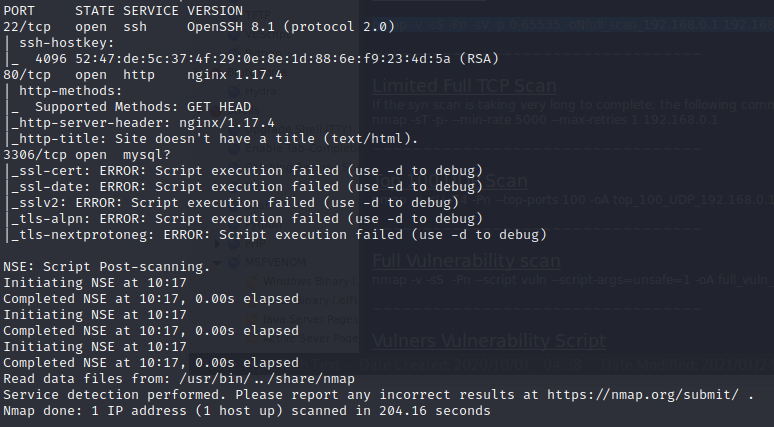 PORT     STATE SERVICE VERSION
22/tcp   open  ssh     OpenSSH 8.1 (protocol 2.0)
| ssh-hostkey:
|_  4096 52:47:de:5c:37:4f:29:0e:8e:1d:88:6e:f9:23:4d:5a (RSA)
80/tcp   open  http    nginx 1.17.4
| http-methods:
|_  Supported Methods: GET HEAD
|_http-server-header: nginx/1.17.4
|_http-title: Site doesn't have a title (text/html).
3306/tcp open  mysql?
|_ssl-cert: ERROR: Script execution failed (use -d to debug)
|_ssl-date: ERROR: Script execution failed (use -d to debug)
|_sslv2: ERROR: Script execution failed (use -d to debug)
|_tls-alpn: ERROR: Script execution failed (use -d to debug)
|_tls-nextprotoneg: ERROR: Script execution failed (use -d to debug)
NSE: Script Post-scanning.
Initiating NSE at 10:17
Completed NSE at 10:17, 0.00s elapsed
Initiating NSE at 10:17
Completed NSE at 10:17, 0.00s elapsed
Initiating NSE at 10:17
Completed NSE at 10:17, 0.00s elapsed
Read data files from: /usr/bin/../share/nmap
Service detection performed. Please report any incorrect results at https://nmap.org/submit/ .
Nmap done: 1 IP address (1 host up) scanned in 204.16 seconds
Limited Full TCP Scan
If the syn scan is taking very long to complete, the following comm
nmap -sT -p- --min-rate 5000 --max-retries 1 192.168.0.1
Scan
-Pn --top-ports 100 -oA top_100_UDP_192.168.0.1
Full Vulnerability scan
nmap -v -sS -Pn --script vuln --script-args=unsafe=1 -oA full_vuln_
Vulners Vulnerability Script
MSFVENOM
Windows Binary (